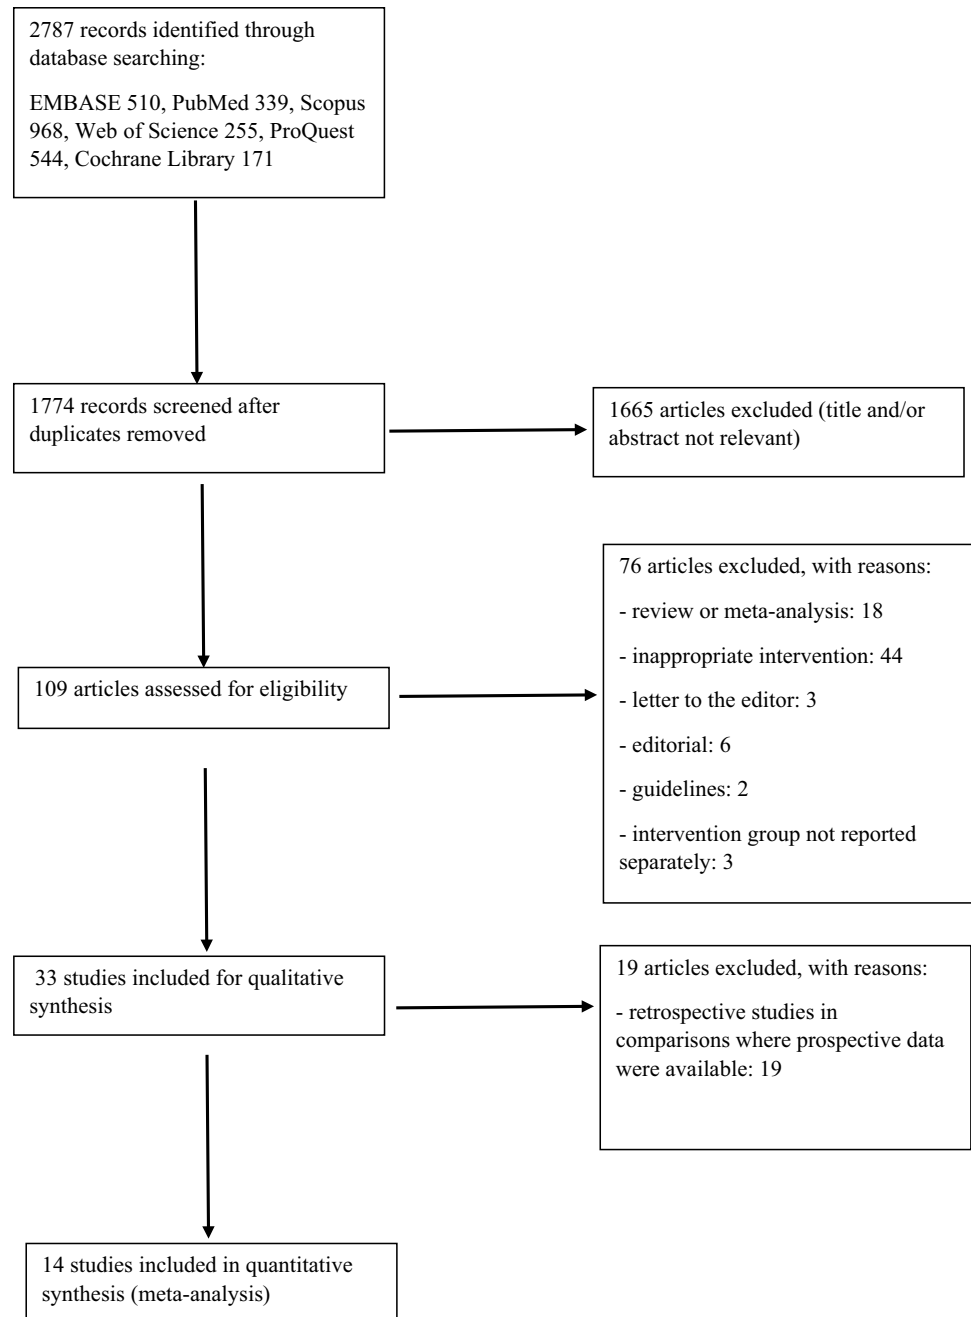 2787 records identified through
database searching:
EMBASE 510, PubMed 339, Scopus
968, Web of Science 255, ProQuest
544, Cochrane Library 171
1774 records screened after
duplicates removed
1665 articles excluded (title and/or
abstract not relevant)
109 articles assessed for eligibility
76 articles excluded, with reasons:
- review or meta-analysis: 18
- inappropriate intervention: 44
- letter to the editor: 3
- editorial: 6
- guidelines: 2
- intervention group not reported
separately: 3
33 studies included for qualitative
synthesis
19 articles excluded, with reasons:
- retrospective studies in
comparisons where prospective data
were available: 19
14 studies included in quantitative
synthesis (meta-analysis)